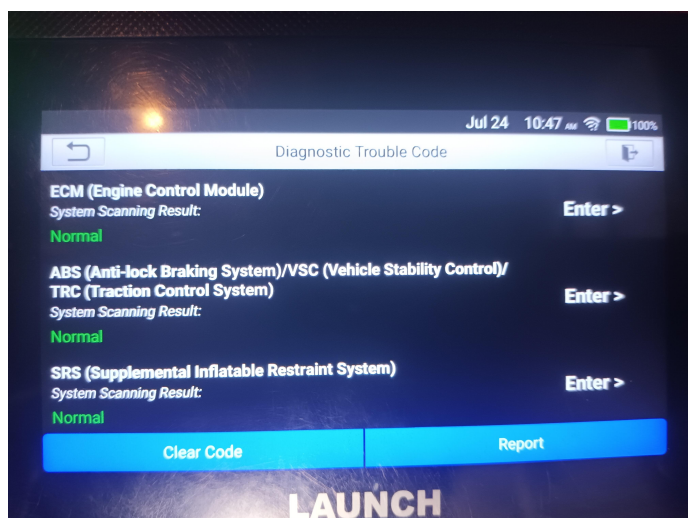 Jul 24 10:47 AM 100%
Diagnostic Trouble Code
ECM (Engine Control Module)
System Scanning Result:
Enter >
Normal
ABS (Anti-lock Braking System)/VSC (Vehicle Stability Control)/
TRC (Traction Control System)
Enter >
System Scanning Result:
Normal
SRS (Supplemental Inflatable Restraint System)
System Scanning Result:
Enter >
Normal
Clear Code
Report
LAUNCH